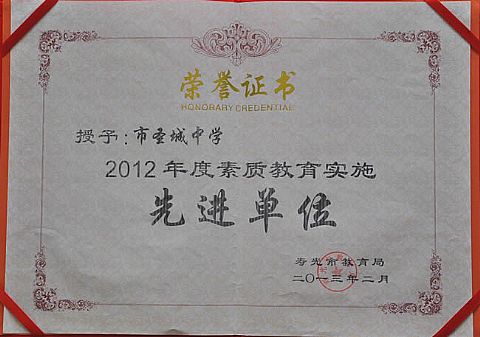 荣誉证书
HONORARY CREDENTIAL
授予：市圣城中学
2012年度素质教育实施
先进单位
寿光市教育局
二〇一三年二月